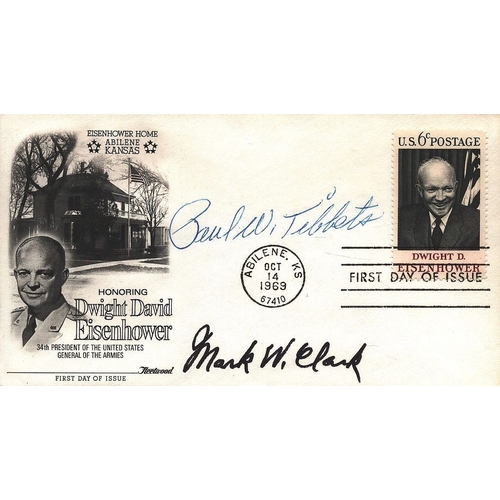 EISENHOWER HOME
ABILENE
KANSAS
HONORING
Dwight David
Eisenhower
34th PRESIDENT OF THE UNITED STATES
GENERAL OF THE ARMIES
FIRST DAY OF ISSUE
Fleetwood
Paul W. Tibbets
Mark W. Clark
ABILENE, KS
OCT
14
1969
67410
U.S. 6c POSTAGE
DWIGHT D.
EISENHOWER
FIRST DAY OF ISSUE